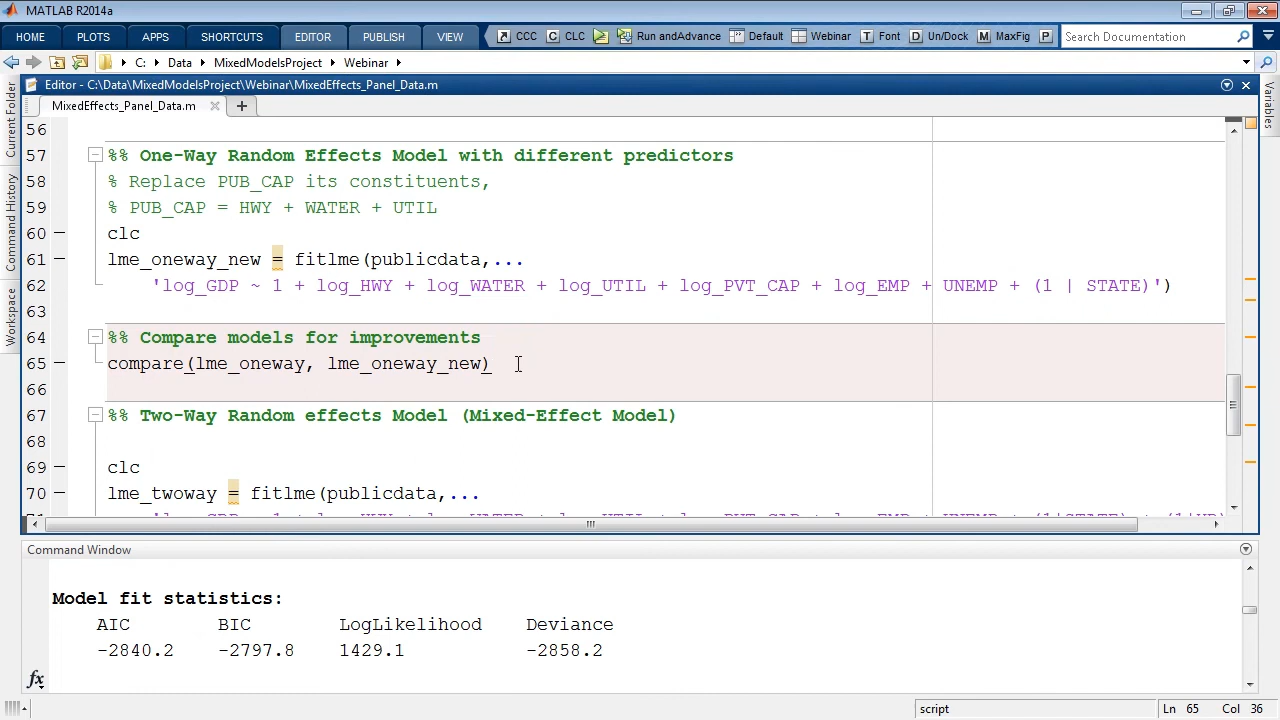 MATLAB R2014a
HOME PLOTS APPS SHORTCUTS EDITOR PUBLISH VIEW CCC CLC Run andAdvance Default Webinar Font Un/Dock MaxFig Search Documentation
C: Data MixedModelsProject Webinar
Editor - C:\Data\MixedModelsProject\Webinar\MixedEffects_Panel_Data.m
MixedEffects_Panel_Data.m
Current Folder
Command History
Workspace
Variables
56
57 %% One-Way Random Effects Model with different predictors
58 % Replace PUB_CAP its constituents,
59 % PUB_CAP = HWY + WATER + UTIL
60 clc
61 lme_oneway_new = fitlme(publicdata,...
62 'log_GDP ~ 1 + log_HWY + log_WATER + log_UTIL + log_PVT_CAP + log_EMP + UNEMP + (1 | STATE)')
63
64 %% Compare models for improvements
65 compare(lme_oneway, lme_oneway_new)
66
67 %% Two-Way Random effects Model (Mixed-Effect Model)
68
69 clc
70 lme_twoway = fitlme(publicdata,...
Command Window
Model fit statistics:
AIC BIC LogLikelihood Deviance
-2840.2 -2797.8 1429.1 -2858.2
fx
script Ln 65 Col 36